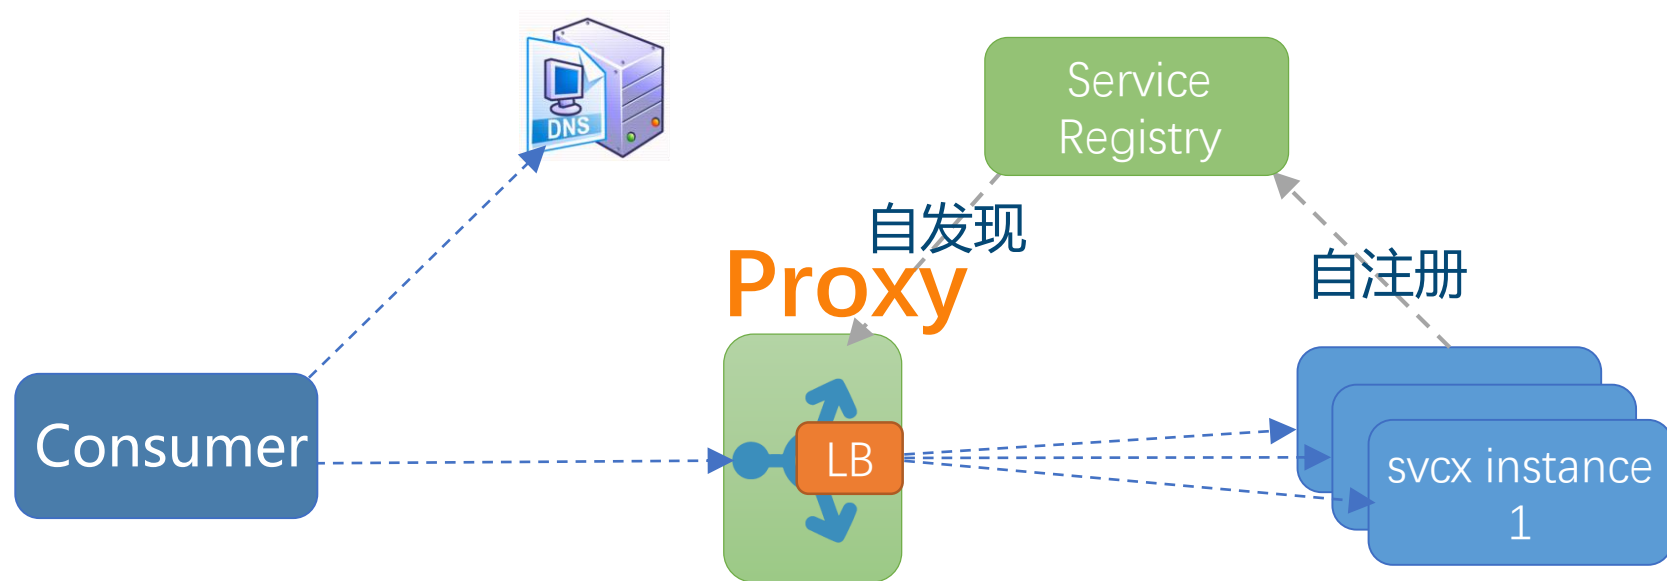 DNS
Service
Registry
自发现
Proxy
自注册
Consumer
LB
svcx instance
1